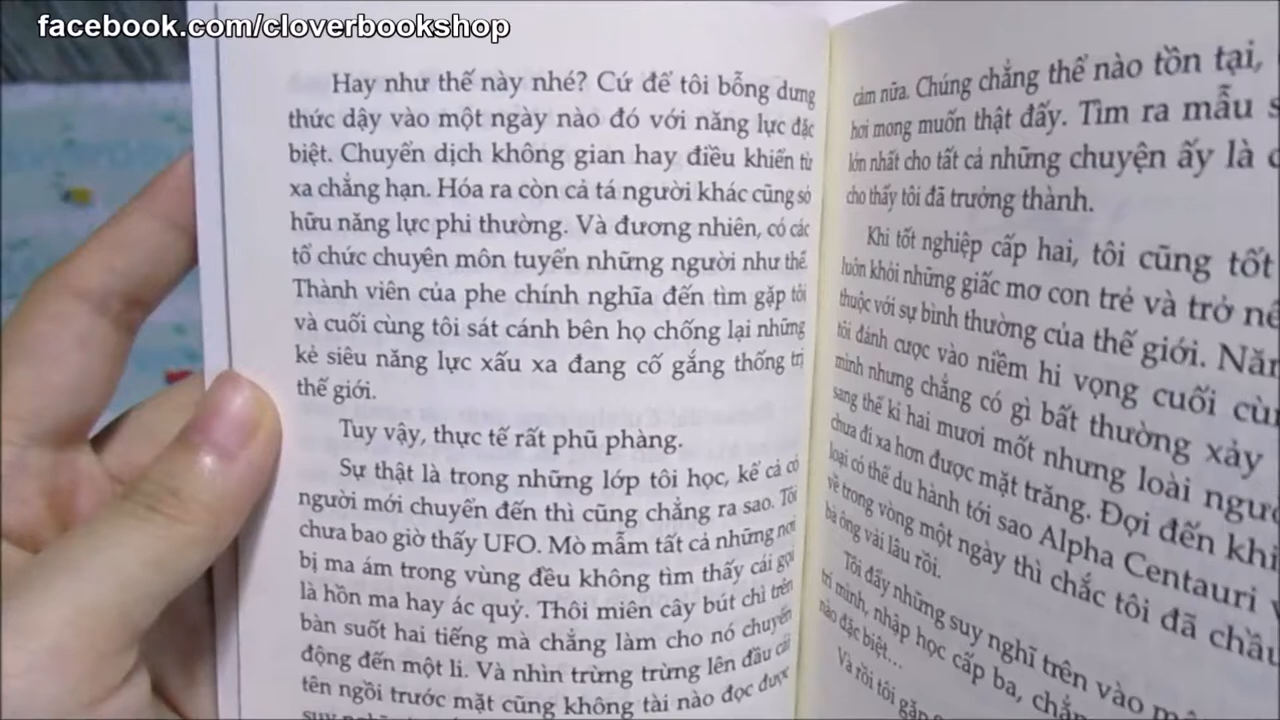 facebook.com/cloverbookshop
Hay như thế này nhé? Cứ để tôi bỗng dưng
thức dậy vào một ngày nào đó với năng lực đặc
biệt. Chuyển dịch không gian hay điều khiển từ
xa chẳng hạn. Hóa ra còn cả tá người khác cũng sở
hữu năng lực phi thường. Và đương nhiên, có các
tổ chức chuyên môn tuyển những người như thế.
Thành viên của phe chính nghĩa đến tìm gặp tôi
và cuối cùng tôi sát cánh bên họ chống lại những
kẻ siêu năng lực xấu xa đang cố gắng thống trị
thế giới.
Tuy vậy, thực tế rất phũ phàng.
Sự thật là trong những lớp tôi học, kể cả có
người mới chuyển đến thì cũng chẳng ra sao. Tôi
chưa bao giờ thấy UFO. Mò mẫm tất cả những nơi
bị ma ám trong vùng đều không tìm thấy cái gọi
là hồn ma hay ác quỷ. Thôi miên cây bút chì trên
bàn suốt hai tiếng mà chẳng làm cho nó chuyển
động đến một li. Và nhìn trừng trừng lên đầu cái
tên ngồi trước mặt cũng không tài nào đọc được
cảm nữa. Chúng chẳng thể nào tồn tại,
hơi mong muốn thật đấy. Tìm ra mẫu
lớn nhất cho tất cả những chuyện ấy là
cho thấy tôi đã trưởng thành.
Khi tốt nghiệp cấp hai, tôi cũng tốt
luôn khỏi những giấc mơ con trẻ và trở
thuộc với sự bình thường của thế giới.
tôi đánh cược vào niềm hi vọng cuối
mình nhưng chẳng có gì bất thường xảy
sang thế kỉ hai mươi mốt nhưng loài
chưa đi xa hơn được mặt trăng. Đợi đến khi
loại có thể du hành tới sao Alpha Centauri
về trong vòng một ngày thì chắc tôi đã
bà ông vải lâu rồi.
Tôi đẩy những suy nghĩ trên vào
trí mình, nhập học cấp ba,
nào đặc biệt...
Và rồi tôi gặp